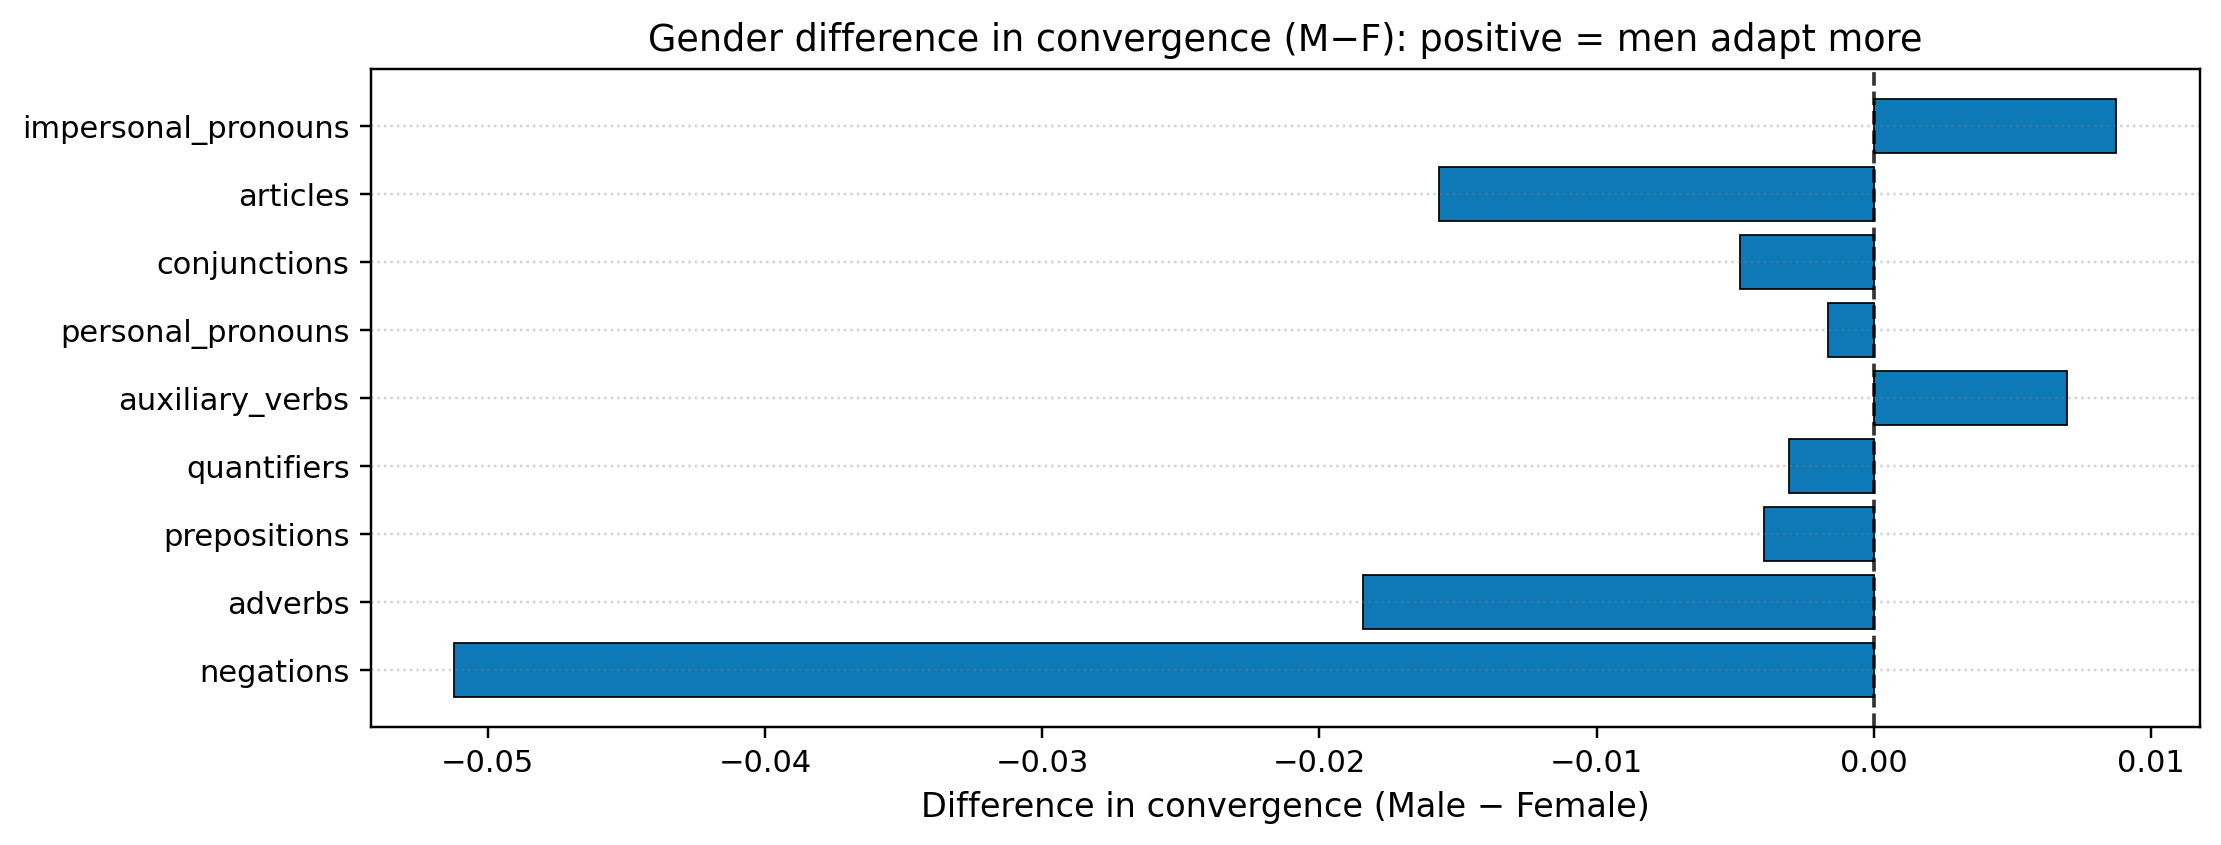 Gender difference in convergence (M−F): positive = men adapt more
impersonal_pronouns
articles
conjunctions
personal_pronouns
auxiliary_verbs
quantifiers
prepositions
adverbs
negations
−0.05 −0.04 −0.03 −0.02 −0.01 0.00 0.01
Difference in convergence (Male − Female)